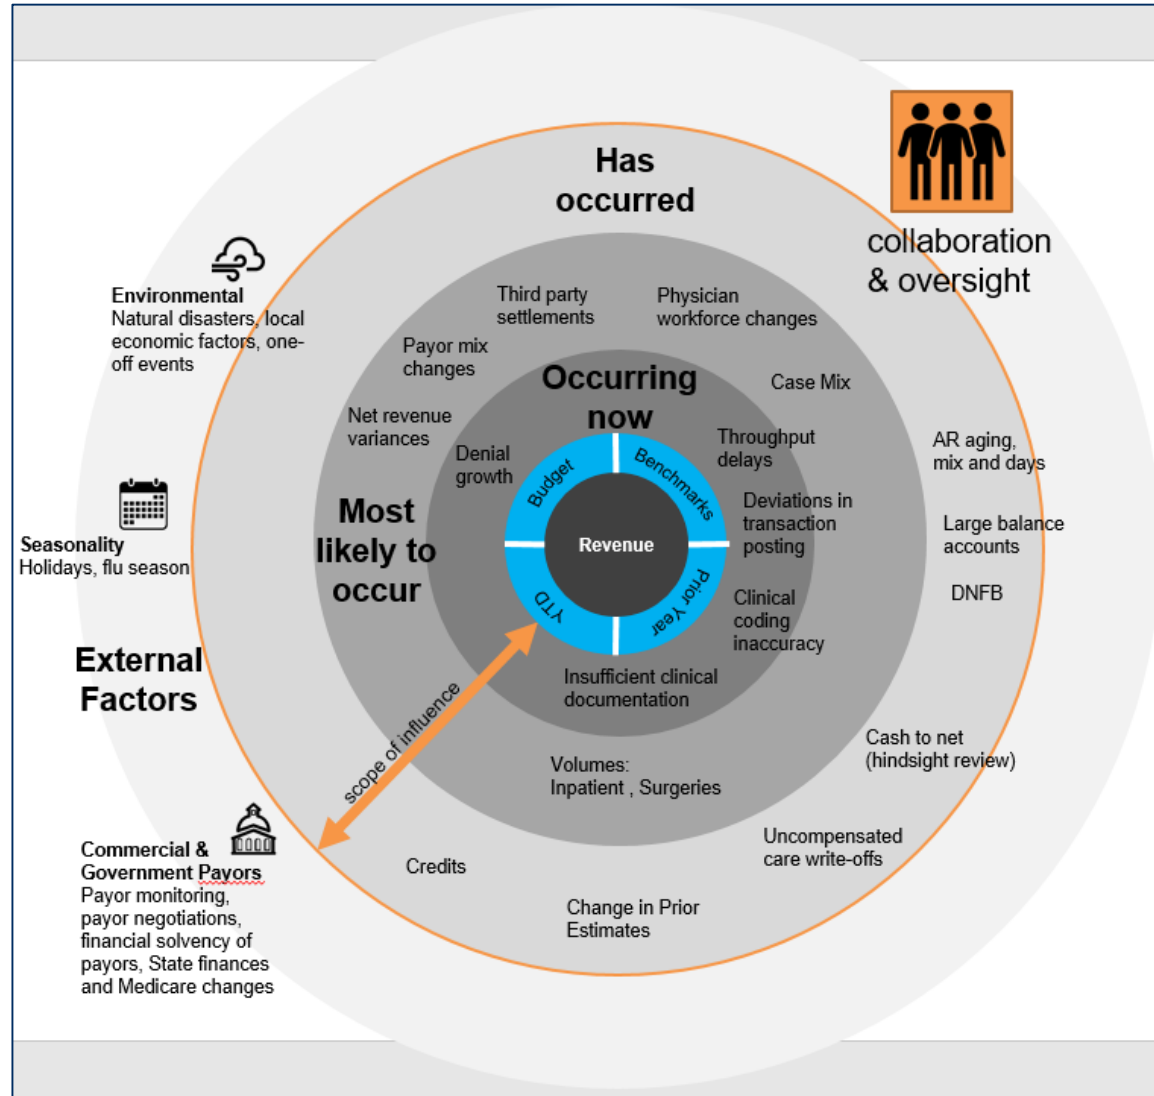 Has
occurred
collaboration
& oversight
Environmental
Natural disasters, local
economic factors, one-
off events
Third party
settlements
Physician
workforce changes
Payor mix
changes
Case Mix
Net revenue
variances
Occurring
now
Denial
growth
Throughput
delays
AR aging,
mix and days
Budget
Benchmarks
Prior Year
YTD
Revenue
Most
likely to
occur
Deviations in
transaction
posting
Large balance
accounts
Seasonality
Holidays, flu season
DNFB
Clinical
coding
inaccuracy
External
Factors
Insufficient clinical
documentation
scope of influence
Cash to net
(hindsight review)
Volumes:
Inpatient , Surgeries
Uncompensated
care write-offs
Commercial &
Government Payors
Payor monitoring,
payor negotiations,
financial solvency of
payors, State finances
and Medicare changes
Credits
Change in Prior
Estimates